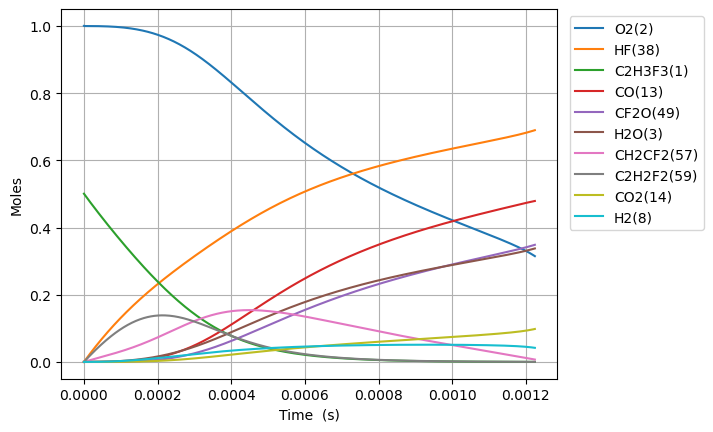 1.0
0.8
0.6
0.4
0.2
0.0
Moles
0.0000 0.0002 0.0004 0.0006 0.0008 0.0010 0.0012
Time (s)
O2(2)
HF(38)
C2H3F3(1)
CO(13)
CF2O(49)
H2O(3)
CH2CF2(57)
C2H2F2(59)
CO2(14)
H2(8)